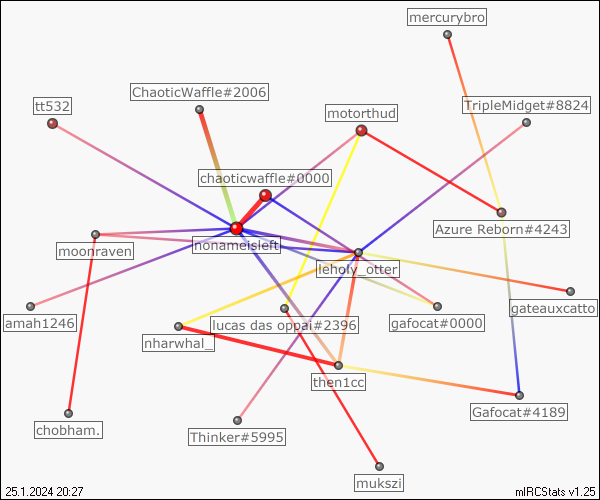 mercurybro
ChaoticWaffle#2006
tt532
TripleMidget#8824
motorthud
chaoticwaffle#0000
Azure Reborn#4243
nonameisleft
moonraven
leholy_otter
gateauxcatto
amah1246
lucas das oppai#2396
gafocat#0000
nharwhal_
then1cc
Gafocat#4189
chobham.
Thinker#5995
mukszi
25.1.2024 20:27
mIRCStats v1.25